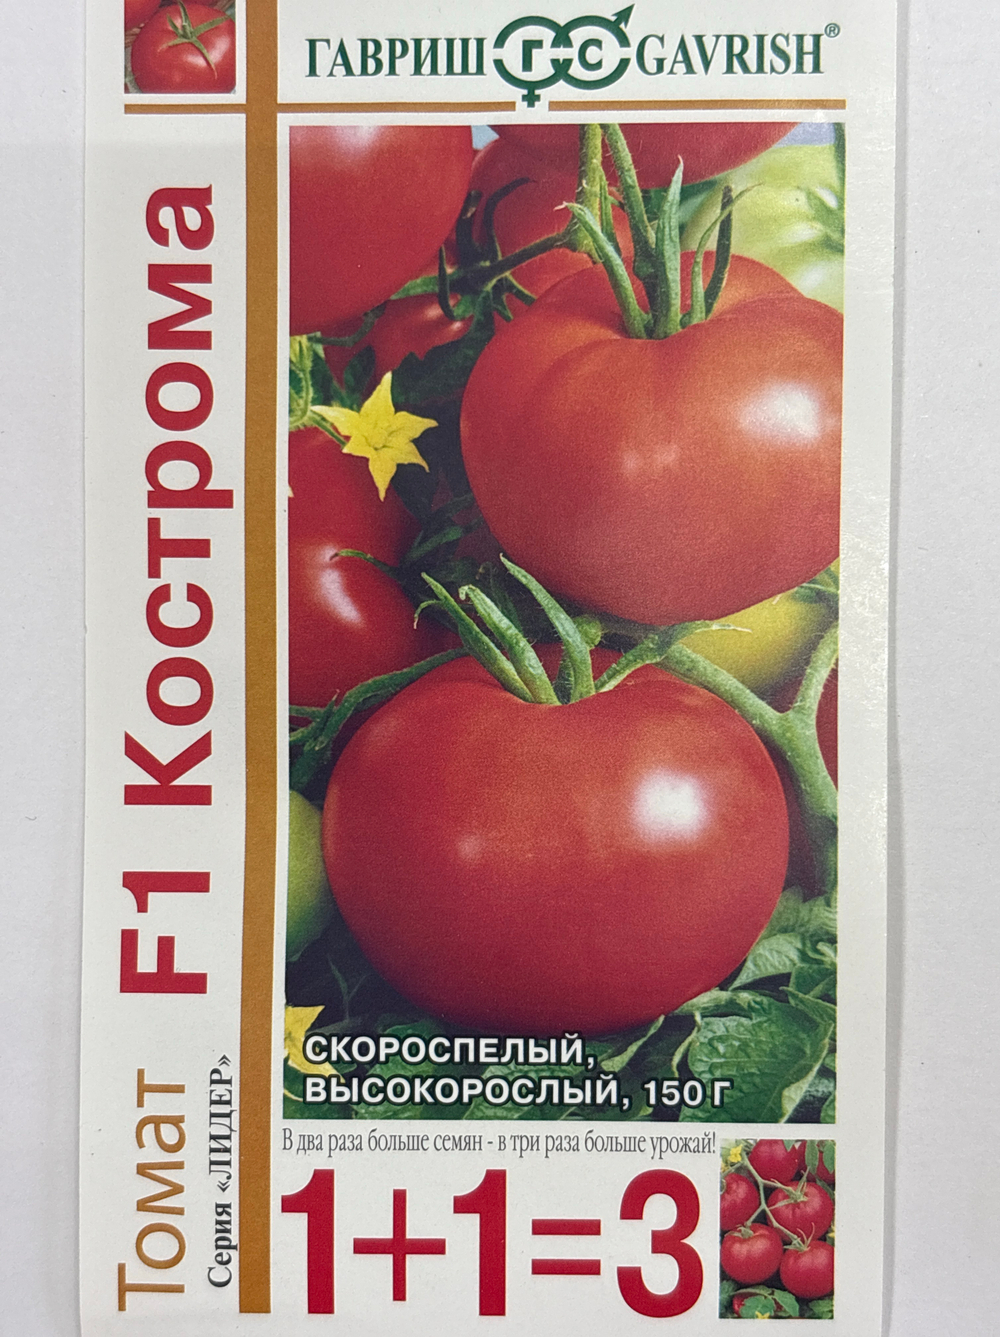 ГАВРИШ ГС GAVRISH®
Томат F1 Кострома
Серия «ЛИДЕР»
СКОРОСПЕЛЫЙ,
ВЫСОКОРОСЛЫЙ, 150 Г
В два раза больше семян - в три раза больше урожай!
1+1=3